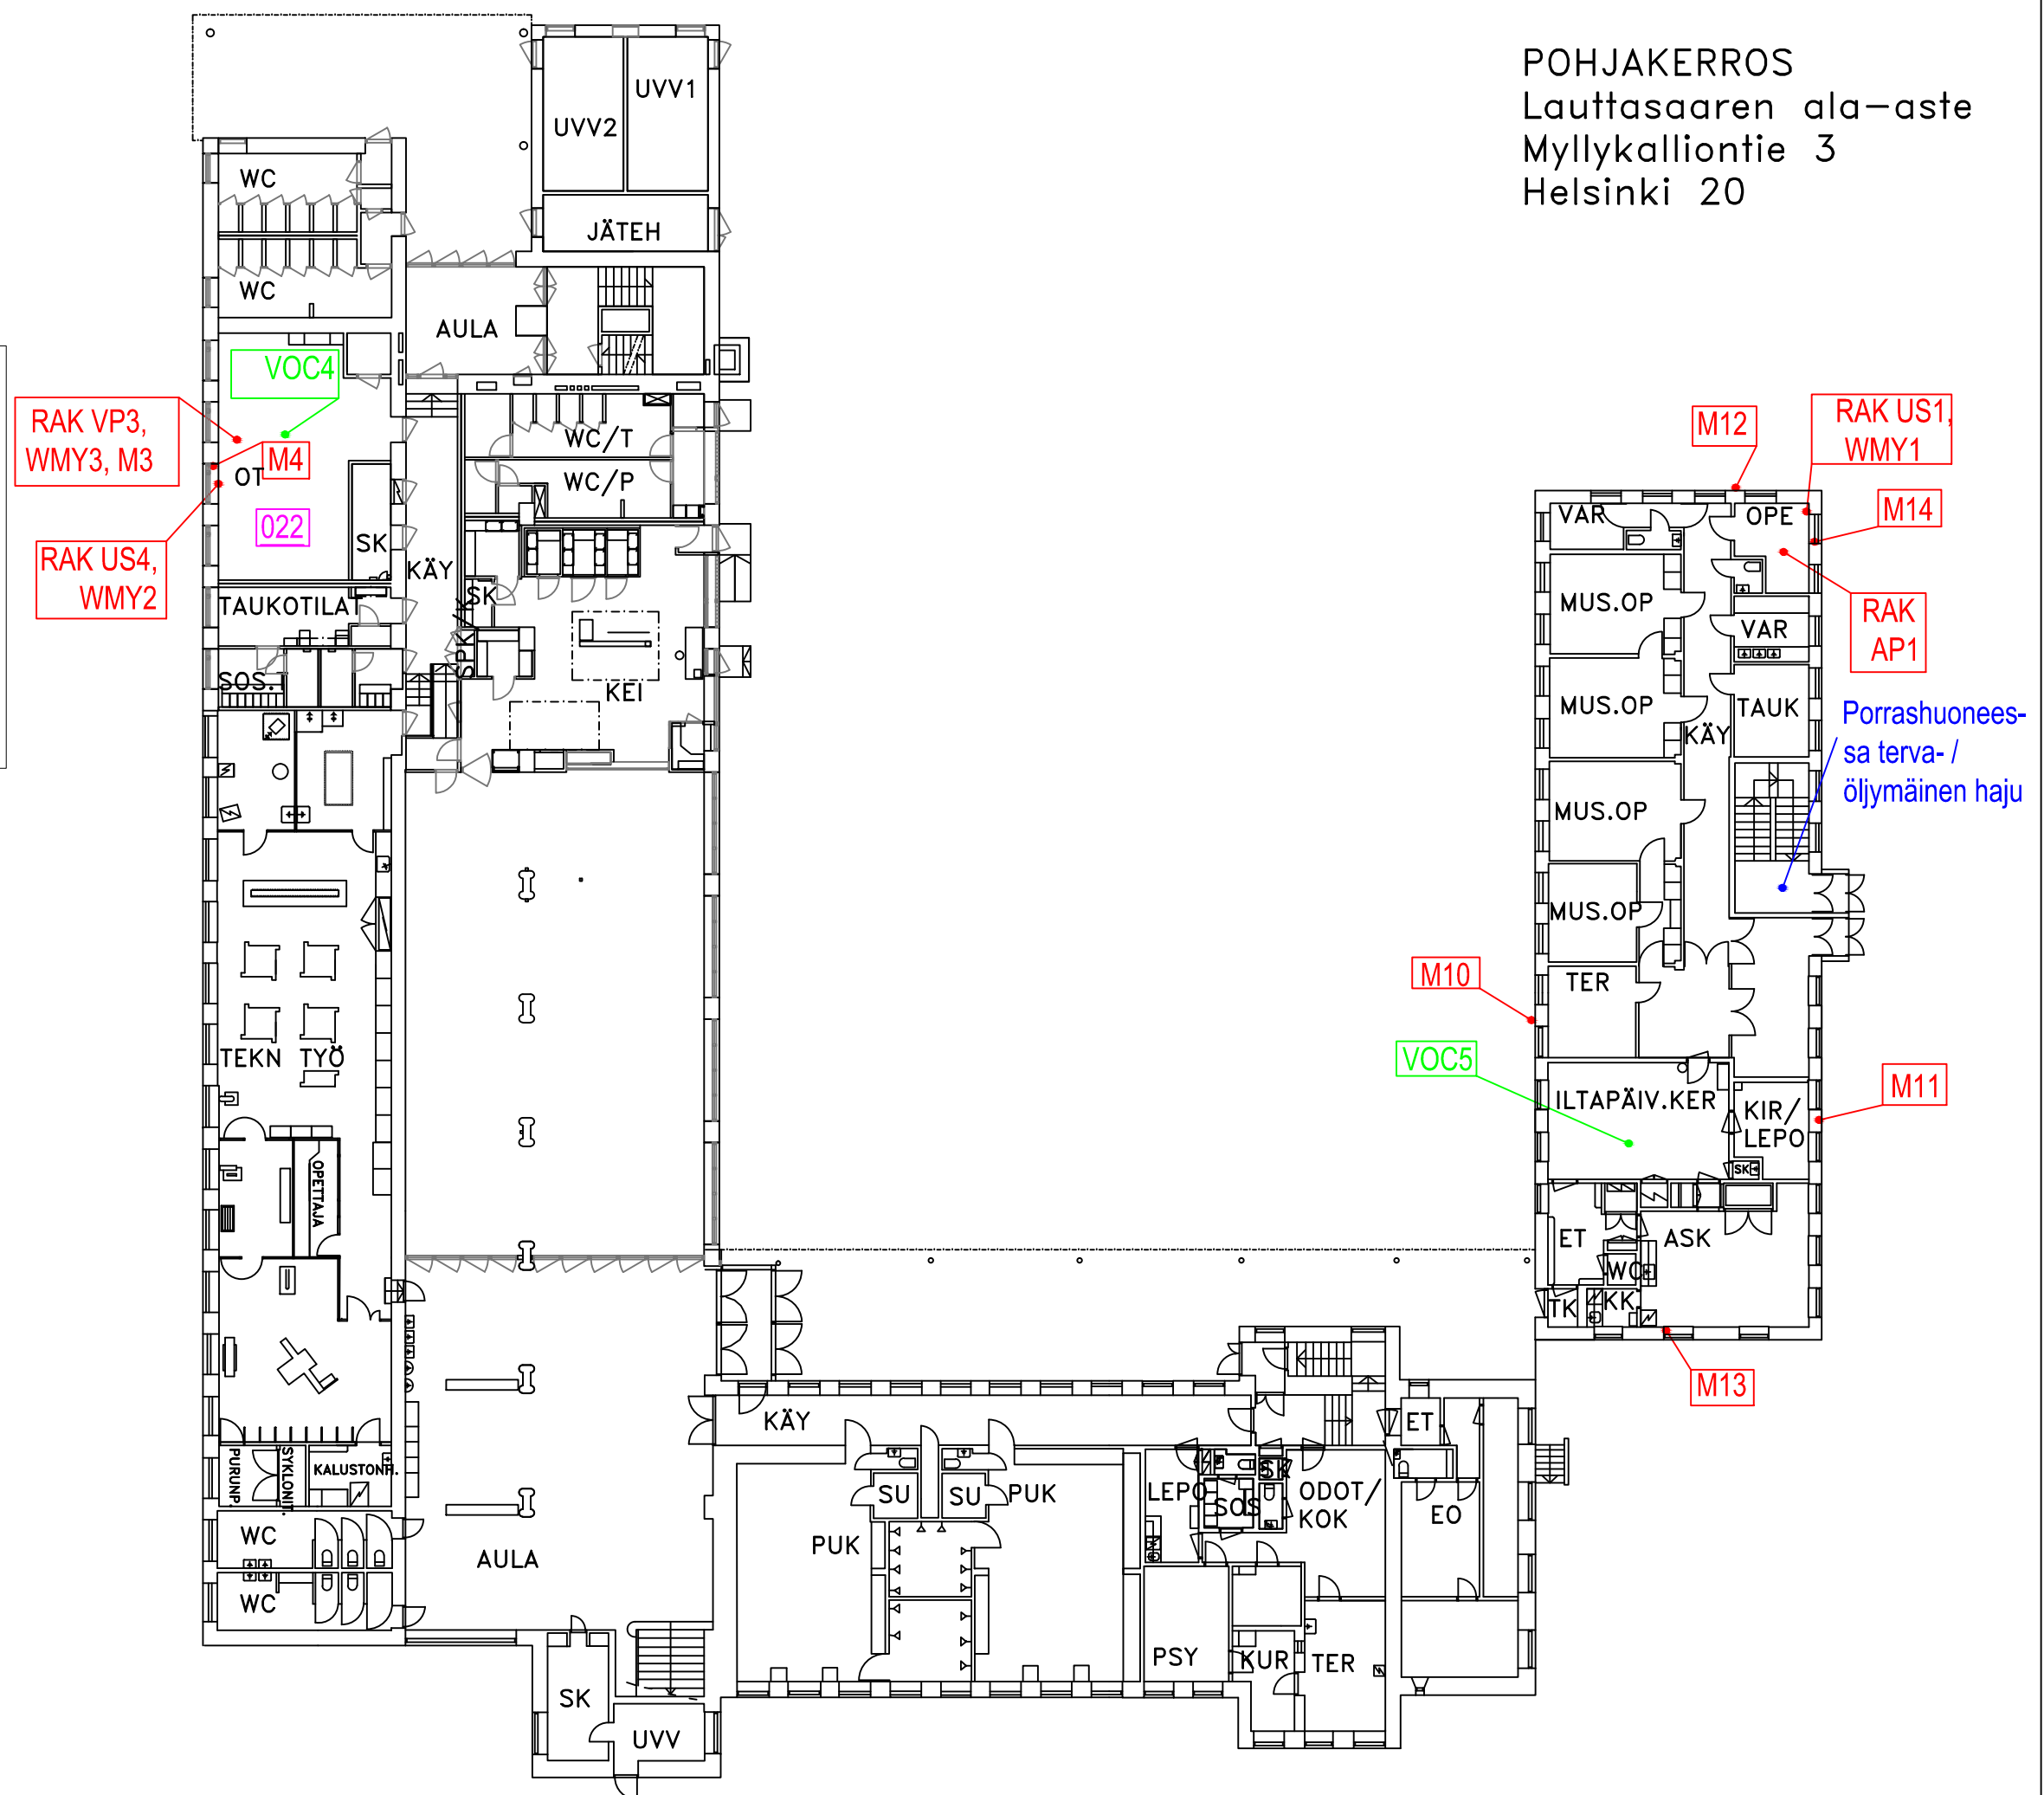 POHJAKERROS
Lauttasaaren ala-aste
Myllykalliontie 3
Helsinki 20
UVV1
UVV2
JÄTEH
WC
WC
AULA
VOC4
RAK VP3,
WMY3, M3
M4
OT
022
RAK US4,
WMY2
SK
KÄY
WC/T
WC/P
SK
SPK/K
KEI
TAUKOTILAT
SOS.T
TEKN TYÖ
OPETTAJA
PURUNP.
SYKLONIT.
KALUSTONH.
WC
WC
AULA
SK
UVV
KÄY
SU
SU
PUK
PUK
LEPO
SOS
SK
ODOT/
KOK
ET
EO
PSY
KUR
TER
M12
RAK US1,
WMY1
M14
RAK
AP1
VAR
OPE
MUS.OP
VAR
MUS.OP
TAUK
KÄY
Porrashuonees-
sa terva- /
öljymäinen haju
MUS.OP
MUS.OP
TER
M10
VOC5
M11
ILTAPÄIV.KER
KIR/
LEPO
SK
ET
ASK
WC
TK
KK
M13